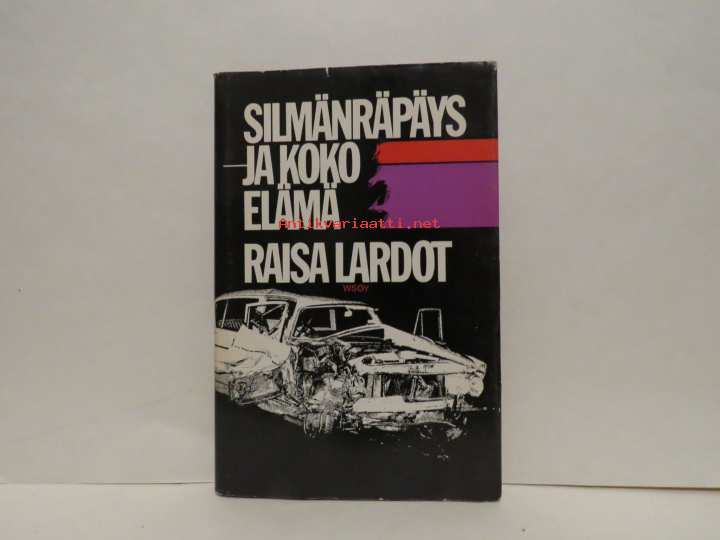 SILMÄNRÄPÄYS
JA KOKO
ELÄMÄ
Antikvariaatti.net
RAISA LARDOT
WSOY